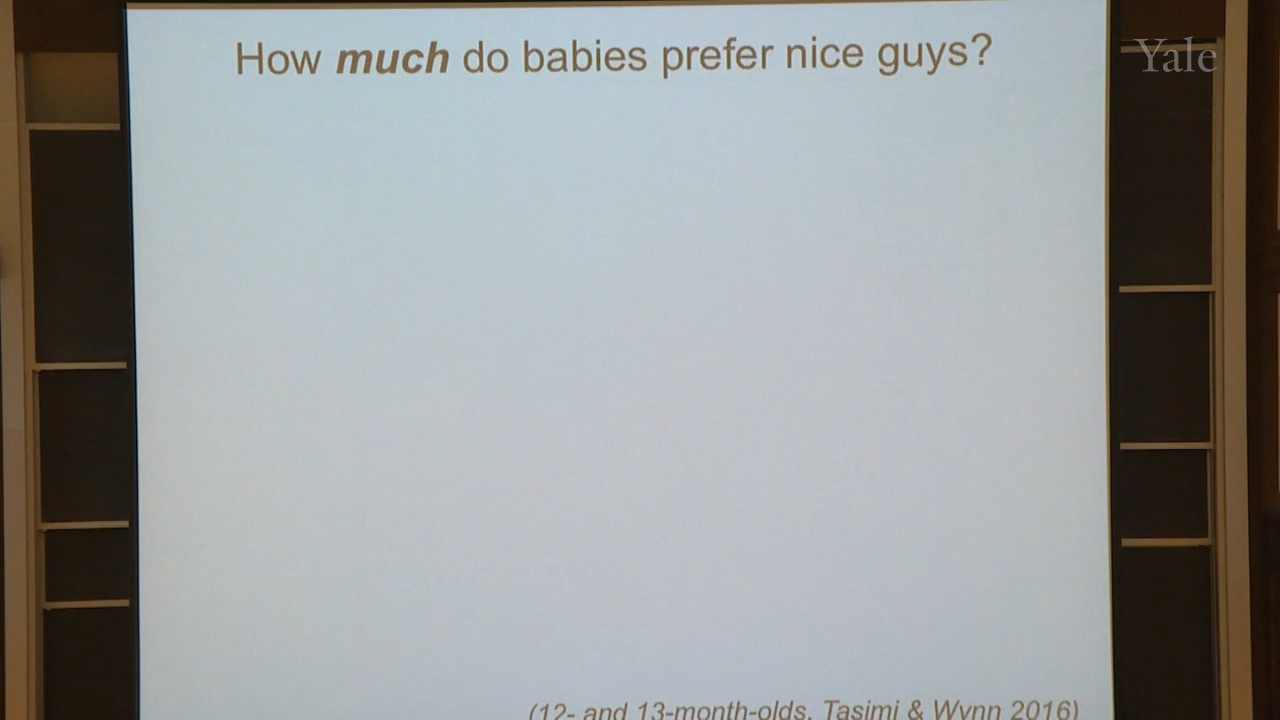 How much do babies prefer nice guys?
Yale
(12- and 13-month-olds, Tasimi & Wynn 2016)